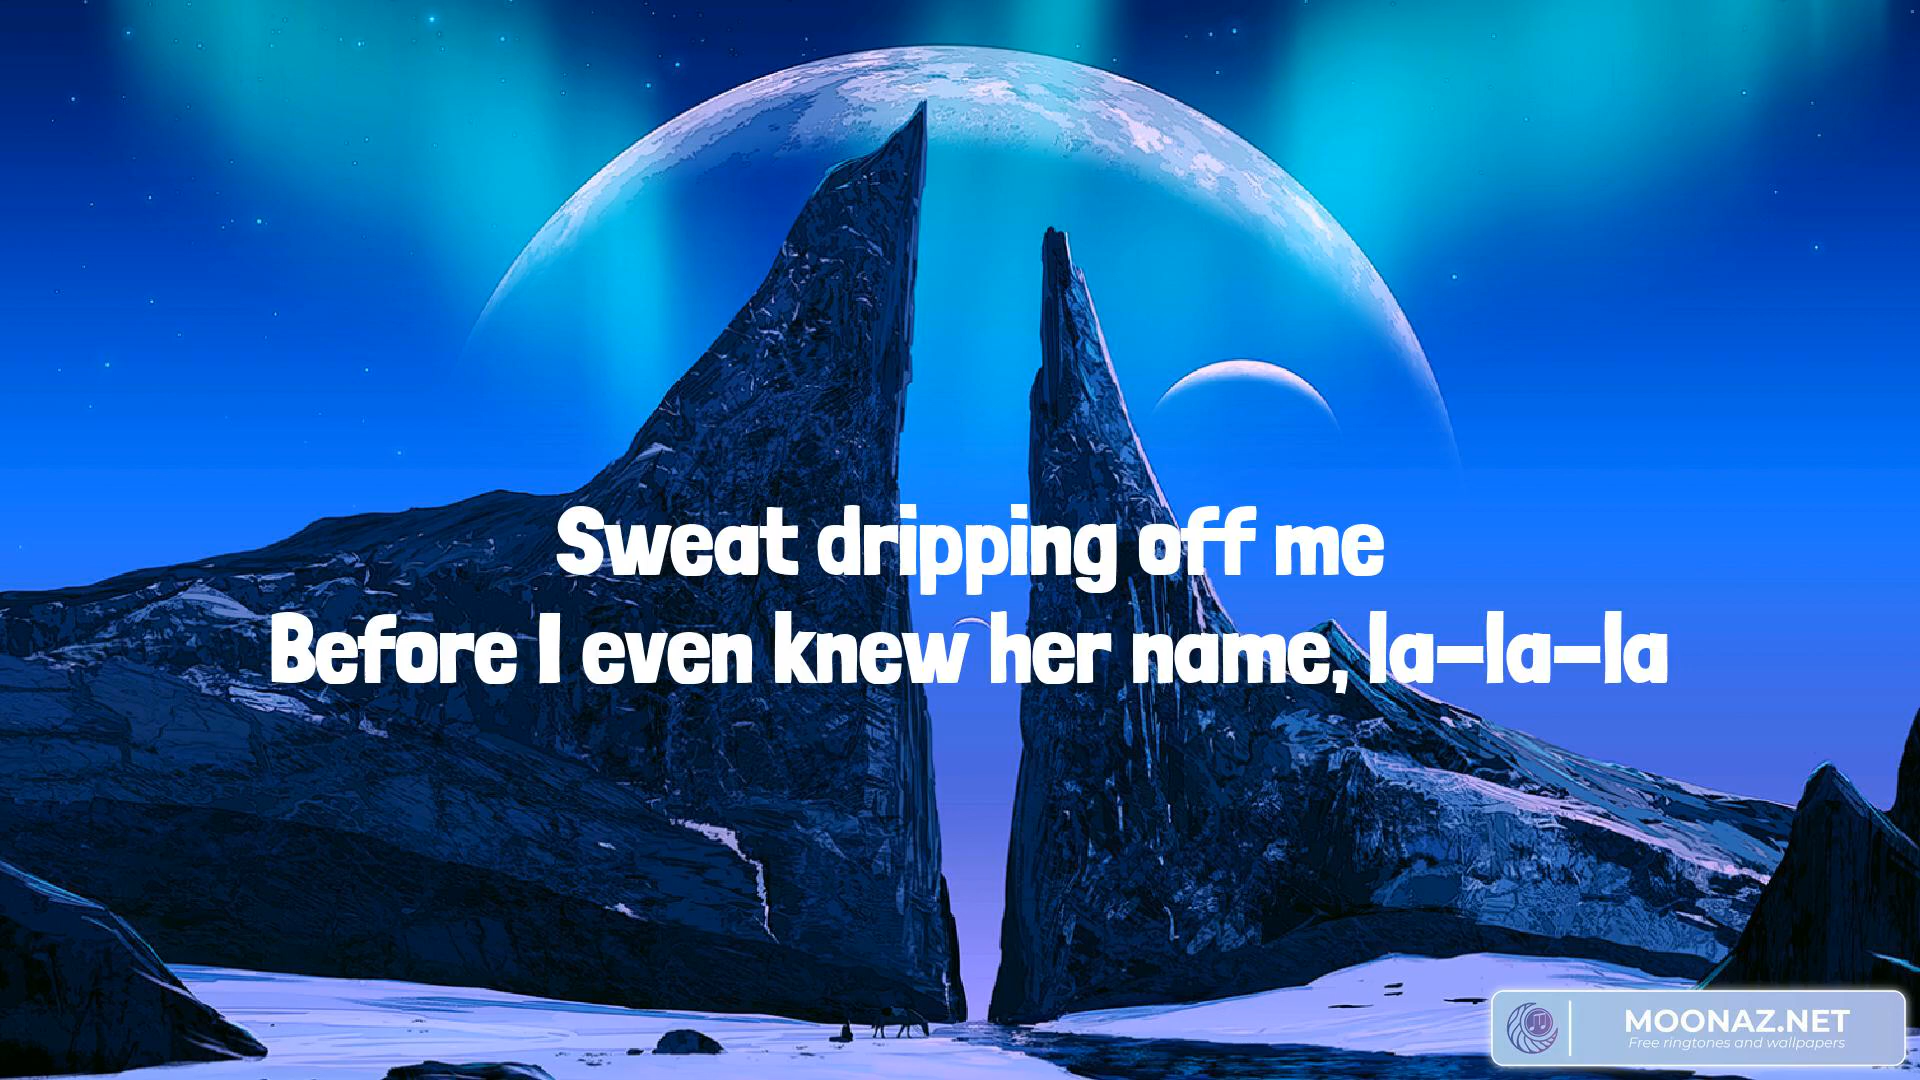 Sweat dripping off me
Before I even knew her name, la-la-la
MOONAZ.NET
Free ringtones and wallpapers